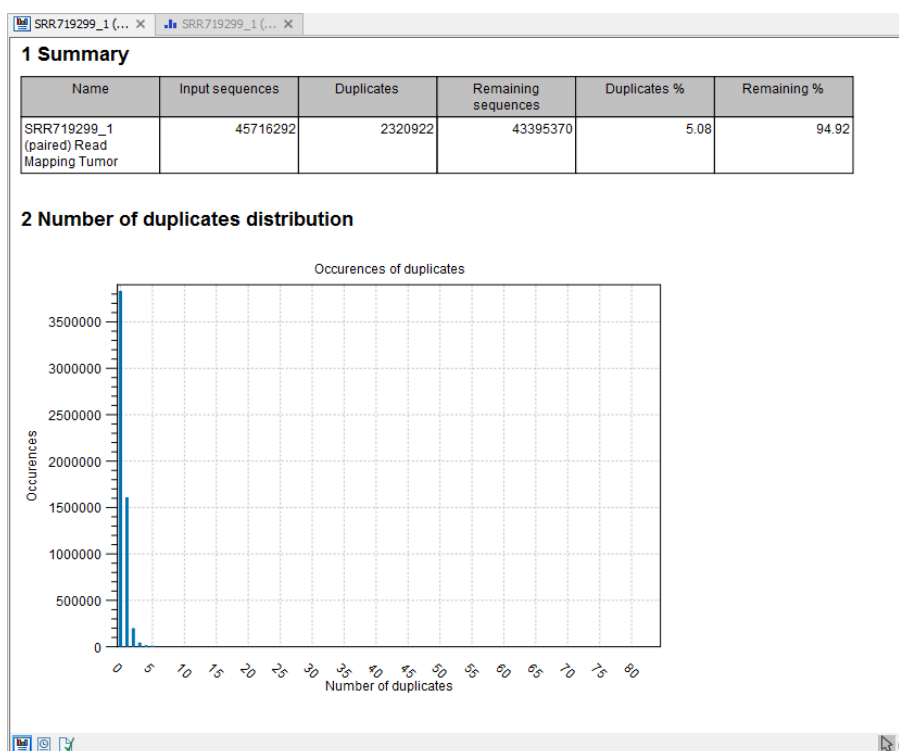 SRR719299_1 (... × SRR719299_1 (... ×
1 Summary
Name Input sequences Duplicates Remaining sequences Duplicates % Remaining %
SRR719299_1 (paired) Read Mapping Tumor 45716292 2320922 43395370 5.08 94.92
2 Number of duplicates distribution
Occurences of duplicates
Occurences
3500000
3000000
2500000
2000000
1500000
1000000
500000
0
0 5 10 15 20 25 30 35 40 45 50 55 60 65 70 75 80
Number of duplicates